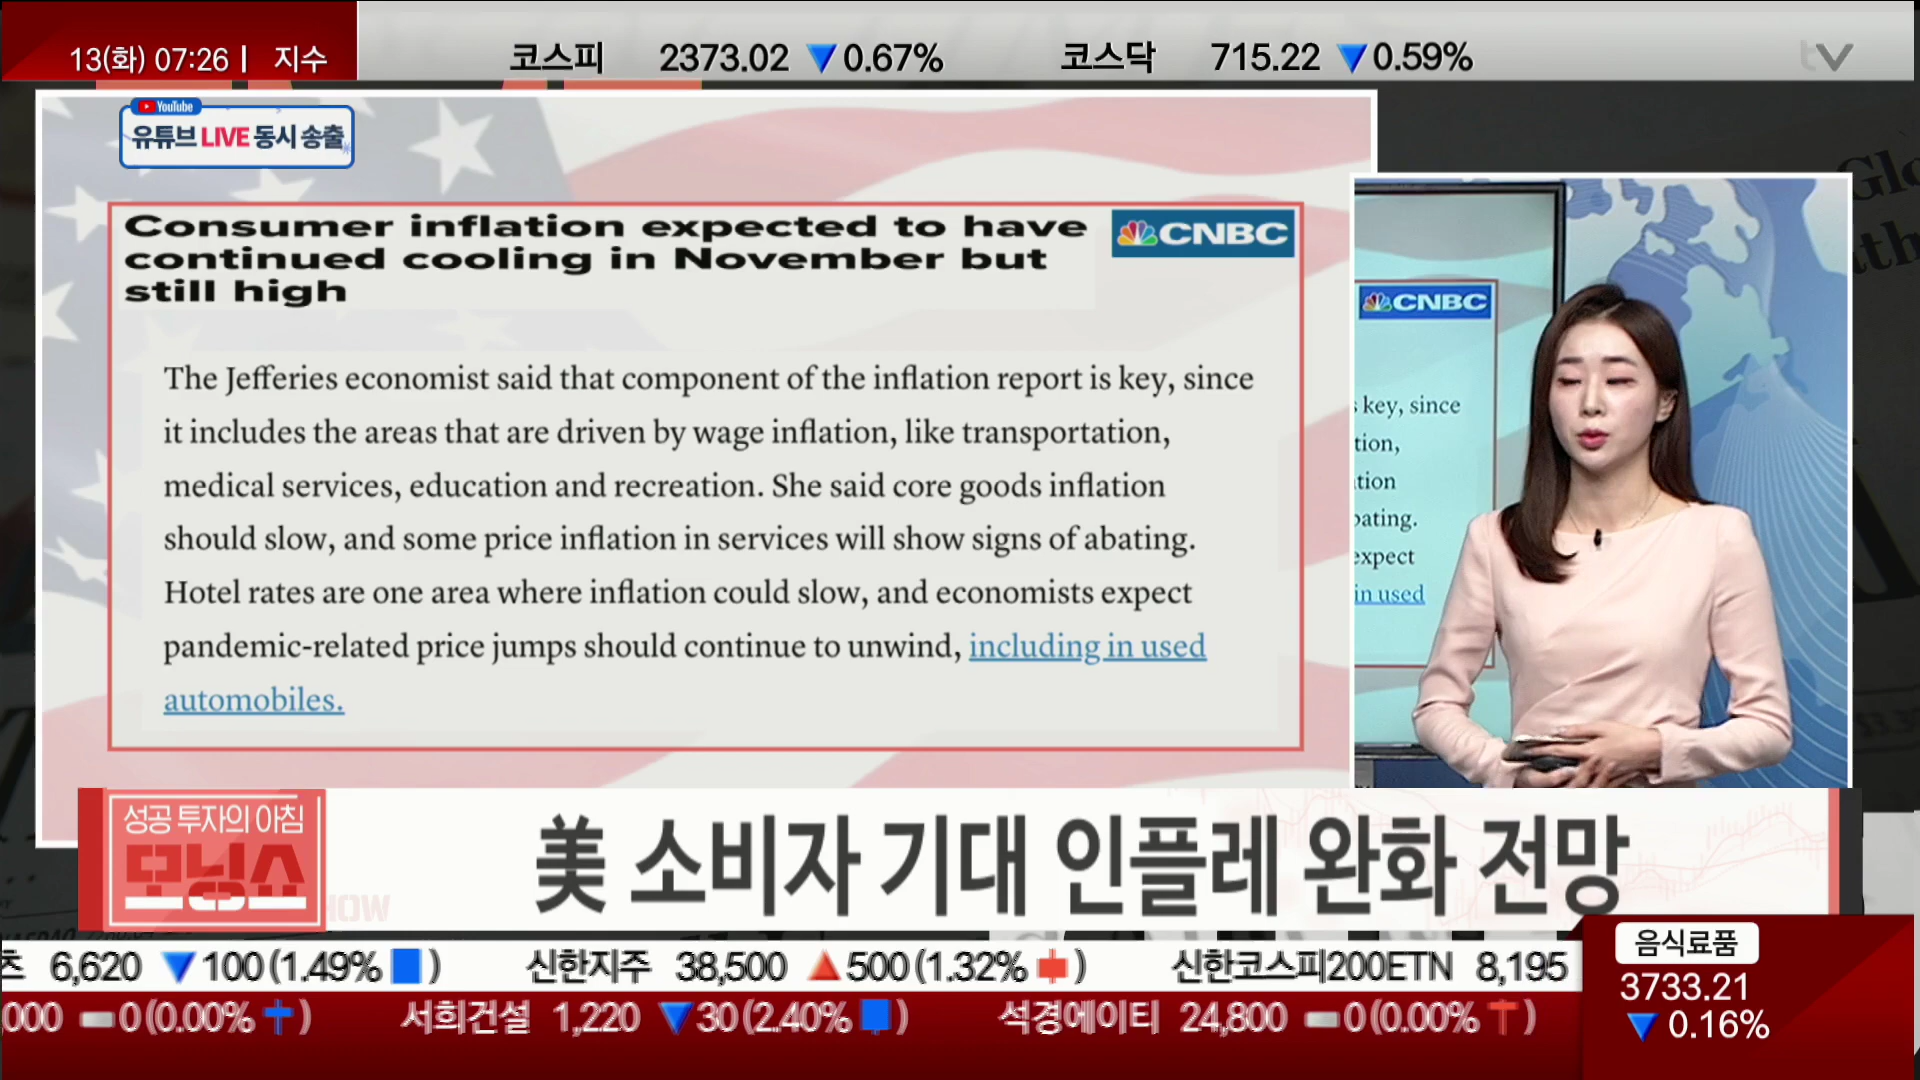 13(화) 07:26 | 지수
코스피 2373.02 ▼0.67% 코스닥 715.22 ▼0.59%
tv
YouTube
유튜브 LIVE 동시 송출
Consumer inflation expected to have
continued cooling in November but
still high
CNBC
The Jefferies economist said that component of the inflation report is key, since
it includes the areas that are driven by wage inflation, like transportation,
medical services, education and recreation. She said core goods inflation
should slow, and some price inflation in services will show signs of abating.
Hotel rates are one area where inflation could slow, and economists expect
pandemic-related price jumps should continue to unwind, including in used
automobiles.
CNBC
key, since
tion,
tion
pating.
expect
in used
성공 투자의 아침
모닝쇼
HOW
美 소비자 기대 인플레 완화 전망
츠 6,620 ▼100(1.49%) 신한지주 38,500 ▲500(1.32%) 신한코스피200ETN 8,195
,000 0(0.00%) 서희건설 1,220 ▼30(2.40%) 석경에이티 24,800 0(0.00%)
음식료품
3733.21
▼ 0.16%